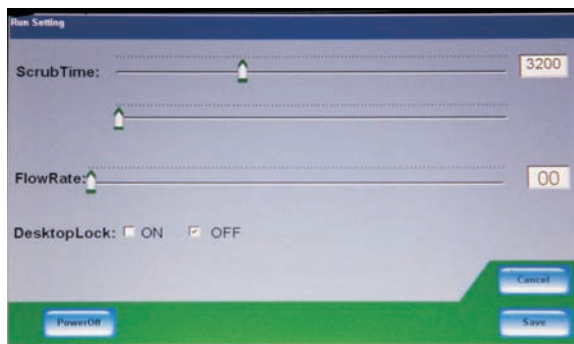 Run Setting
ScrubTime: 3200
FlowRate: 00
DesktopLock: ON OFF
Cancel
PowerOff Save